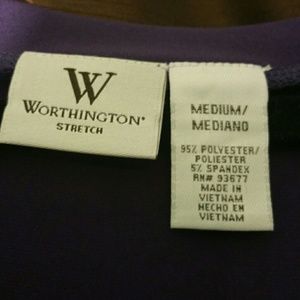 W
WORTHINGTON®
STRETCH
MEDIUM/
MEDIANO
95% POLYESTER/
POLIESTER
5% SPANDEX
RN# 93677
MADE IN
VIETNAM
HECHO EN
VIETNAM